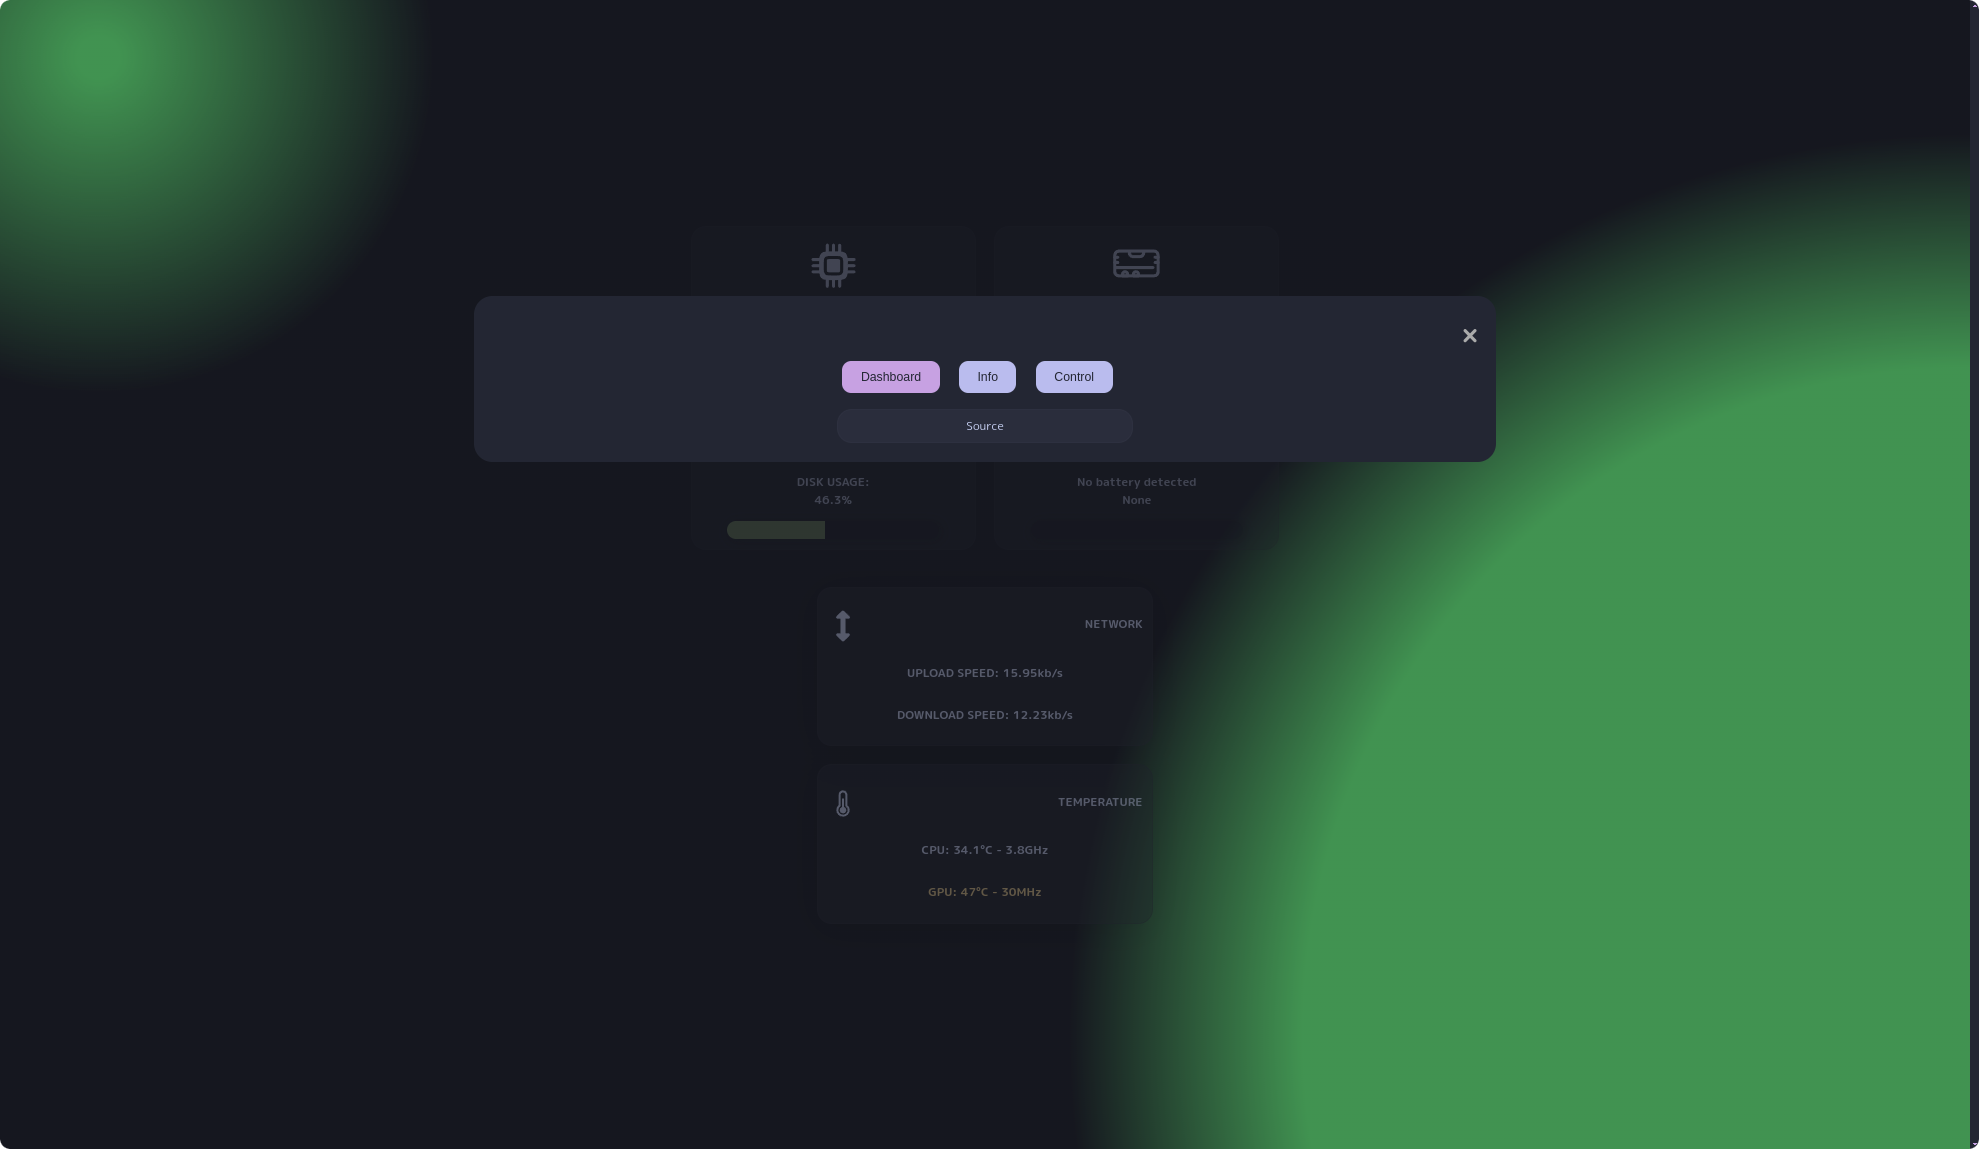 Dashboard Info Control
Source
DISK USAGE:
46.3%
No battery detected
None
NETWORK
UPLOAD SPEED: 15.95kb/s
DOWNLOAD SPEED: 12.23kb/s
TEMPERATURE
CPU: 34.1°C - 3.8GHz
GPU: 47°C - 30MHz